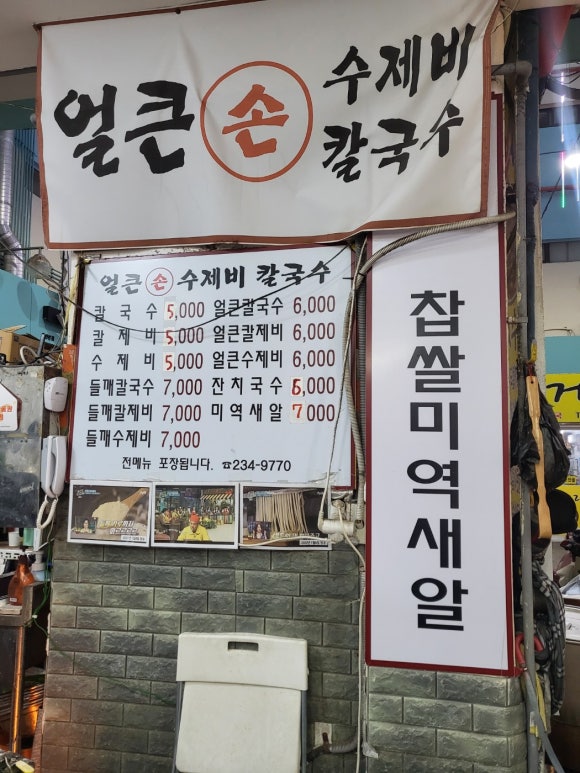 얼큰 손 수제비
칼국수
얼큰 손 수제비 칼국수
칼국수 5,000 얼큰칼국수 6,000
칼제비 5,000 얼큰칼제비 6,000
수제비 5,000 얼큰수제비 6,000
들깨칼국수 7,000 잔치국수 5,000
들깨칼제비 7,000 미역새알 7,000
들깨수제비 7,000
전메뉴 포장됩니다. ☎234-9770
찹쌀미역새알